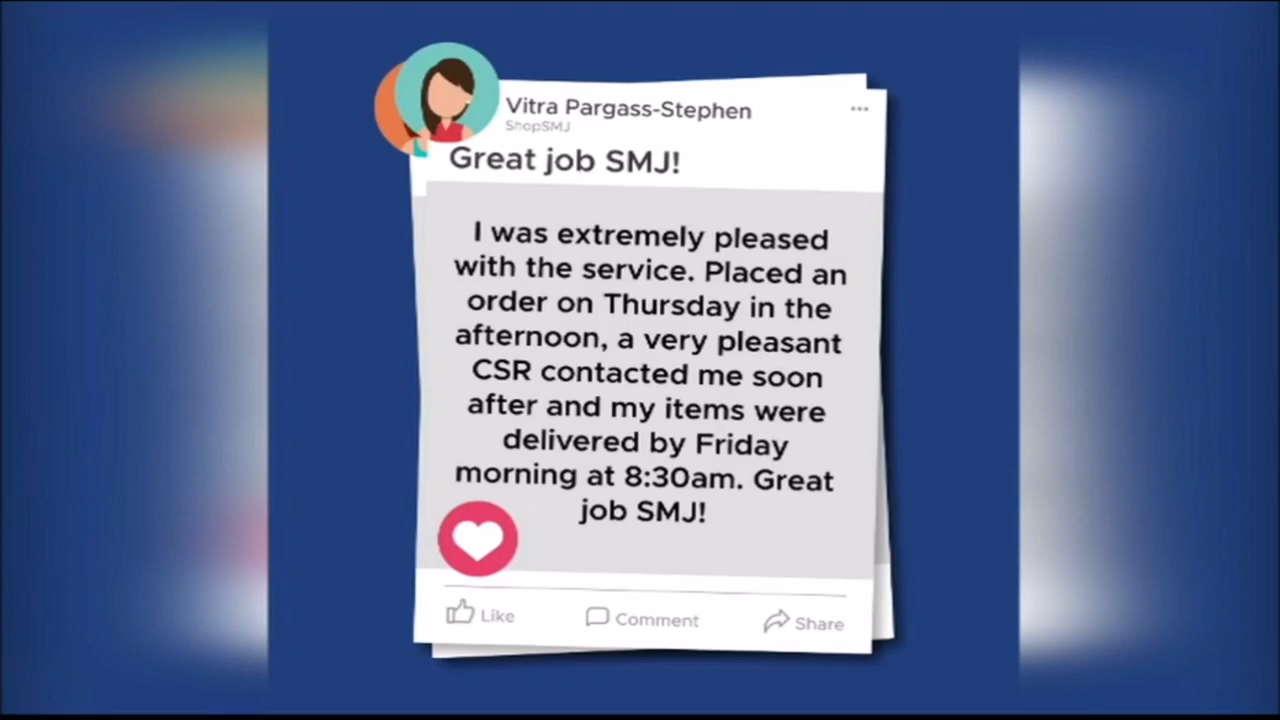 Vitra Pargass-Stephen
ShopSMJ
Great job SMJ!
I was extremely pleased
with the service. Placed an
order on Thursday in the
afternoon, a very pleasant
CSR contacted me soon
after and my items were
delivered by Friday
morning at 8:30am. Great
job SMJ!
Like
Comment
Share